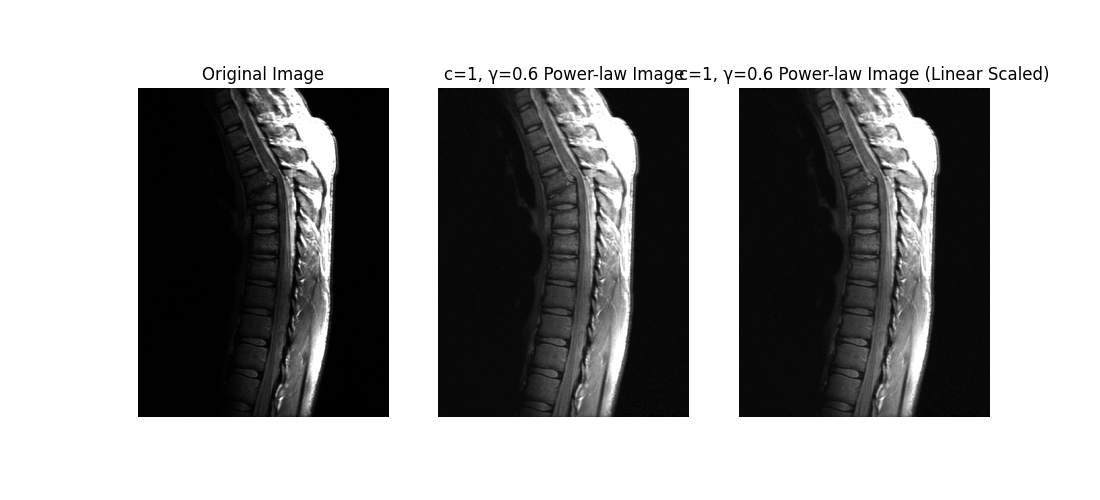 Original Image
c=1, γ=0.6 Power-law Image
c=1, γ=0.6 Power-law Image (Linear Scaled)